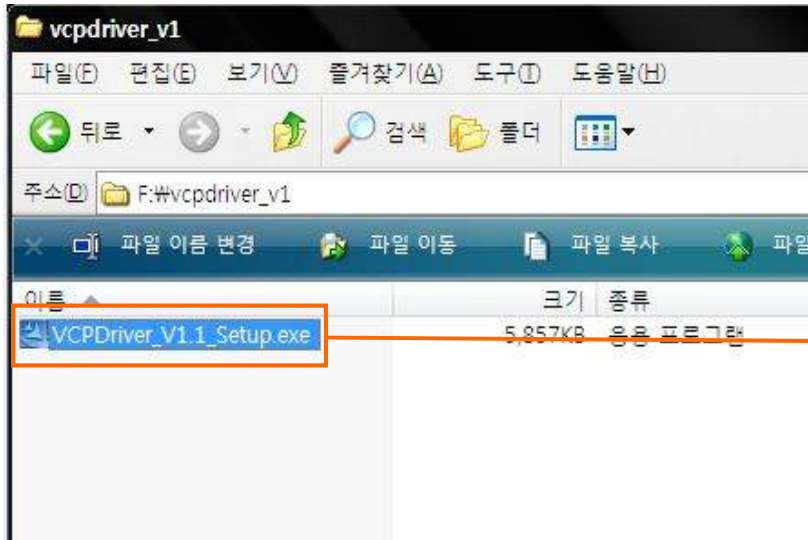 vcpdriver_v1
파일(F) 편집(E) 보기(V) 즐겨찾기(A) 도구(T) 도움말(H)
뒤로 검색 폴더
주소(D) F:₩vcpdriver_v1
파일 이름 변경 파일 이동 파일 복사 파일
이름 크기 종류
VCPDriver_V1.1_Setup.exe 5,857KB 응용 프로그램